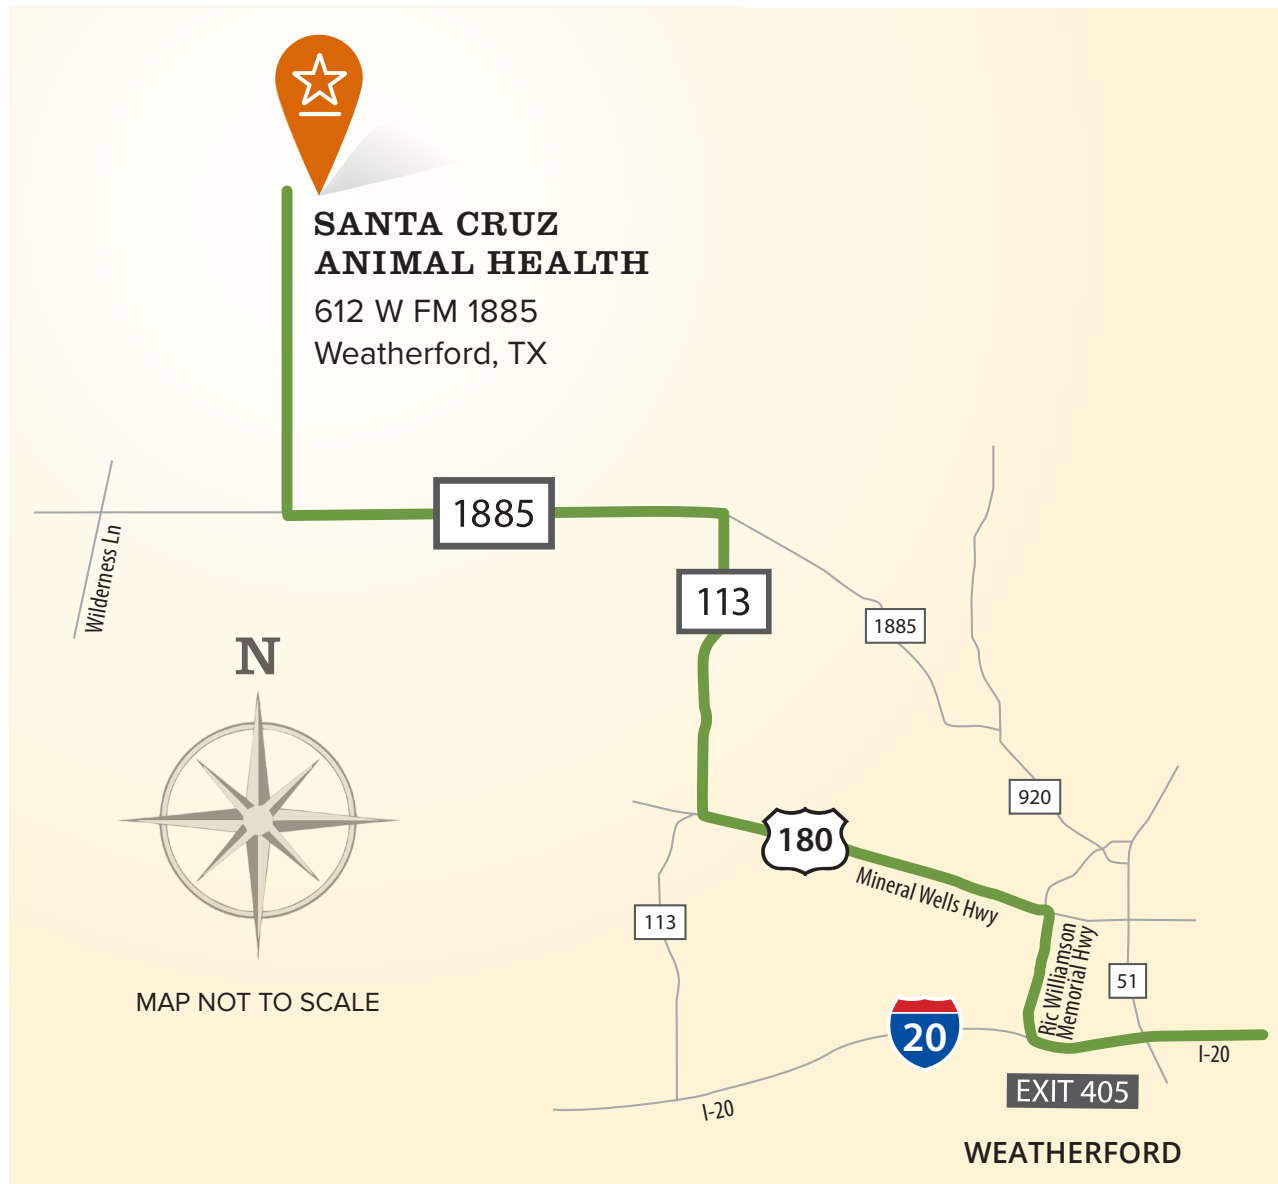 SANTA CRUZ
ANIMAL HEALTH
612 W FM 1885
Weatherford, TX
1885
Wilderness Ln
113
1885
N
920
180
Mineral Wells Hwy
113
Ric Williamson
Memorial Hwy
51
MAP NOT TO SCALE
20
I-20
EXIT 405
I-20
WEATHERFORD